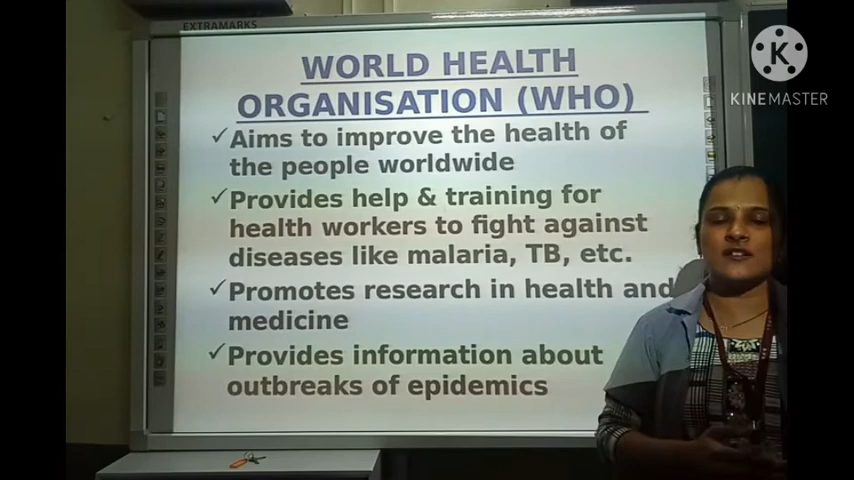 EXTRAMARKS
WORLD HEALTH
ORGANISATION (WHO)
✓Aims to improve the health of
the people worldwide
✓Provides help & training for
health workers to fight against
diseases like malaria, TB, etc.
✓Promotes research in health and
medicine
✓Provides information about
outbreaks of epidemics
K
KINEMASTER